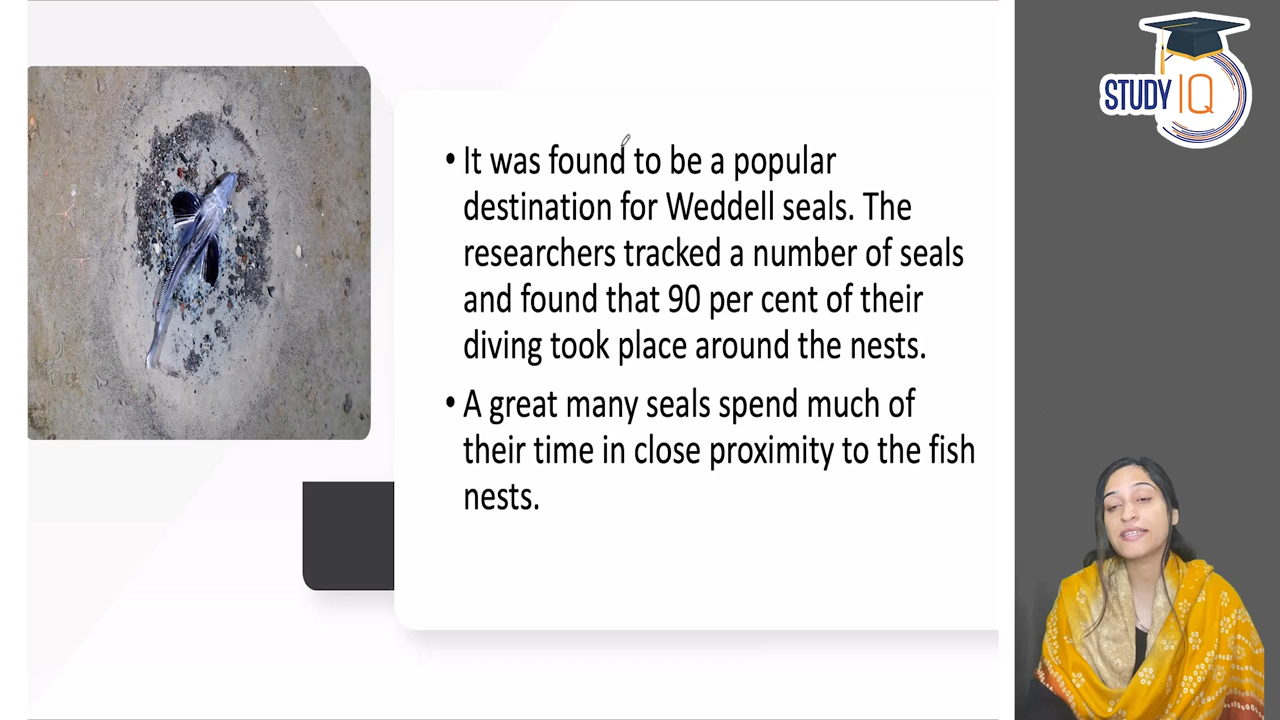 • It was found to be a popular
destination for Weddell seals. The
researchers tracked a number of seals
and found that 90 per cent of their
diving took place around the nests.
• A great many seals spend much of
their time in close proximity to the fish
nests.
STUDY IQ